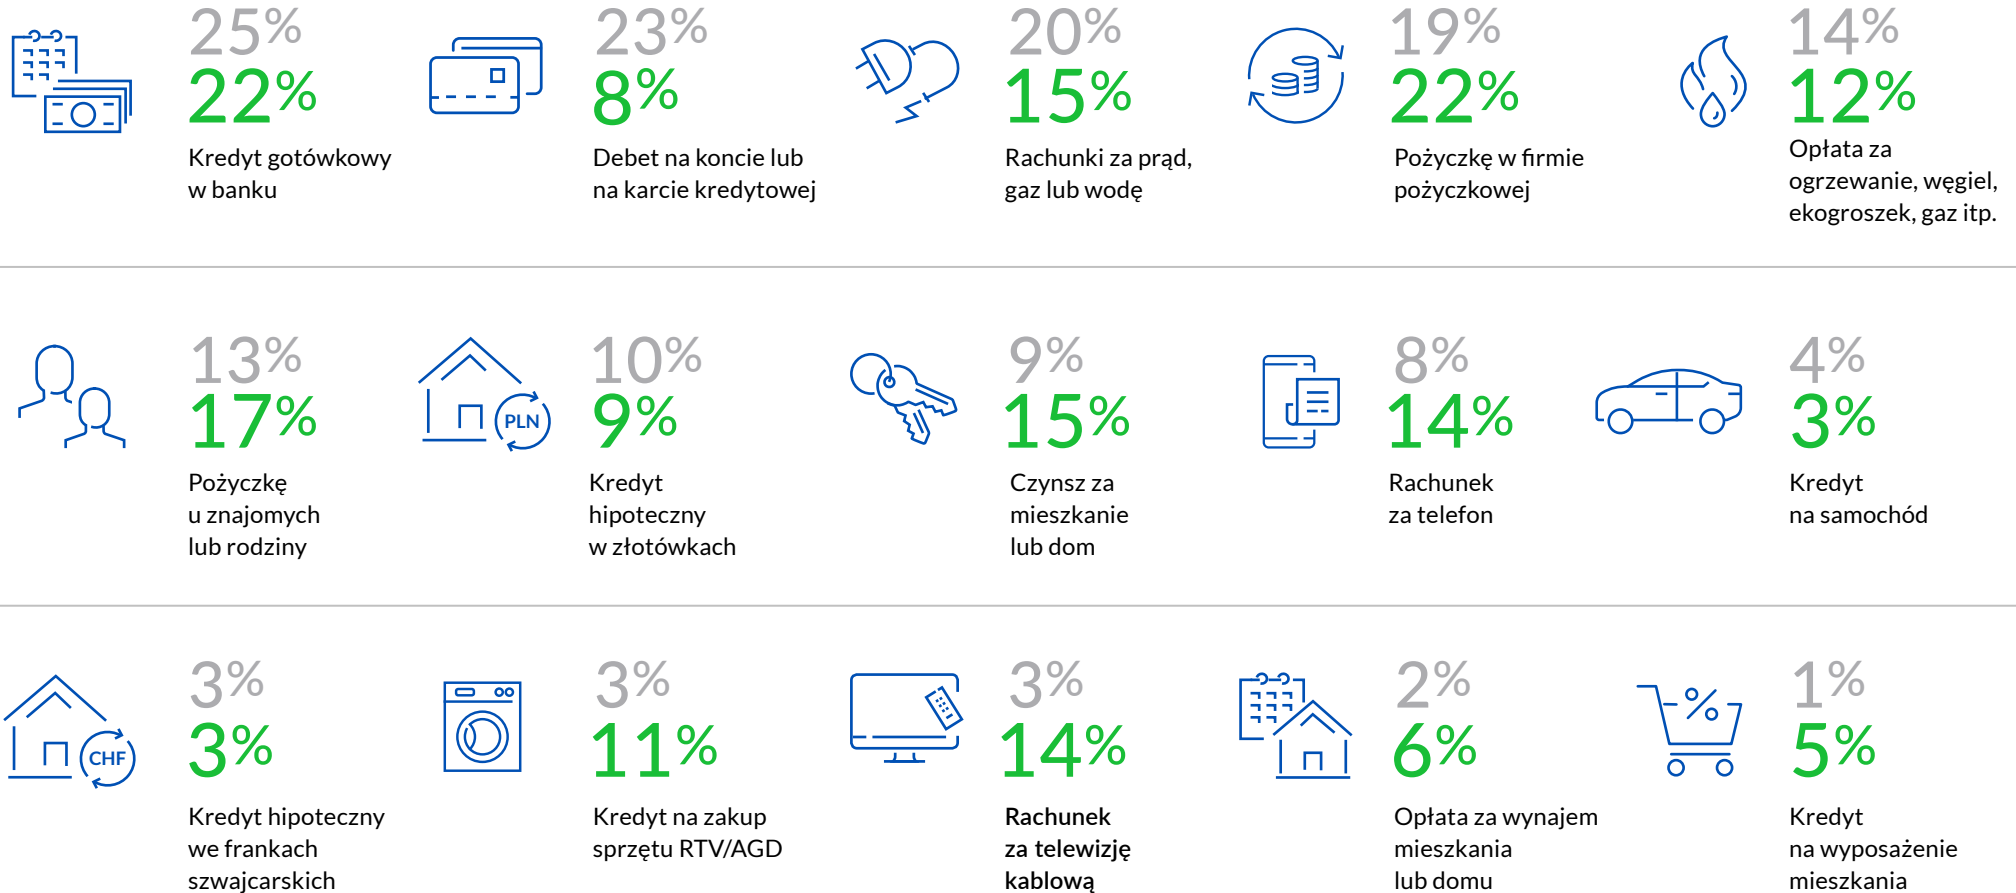 25%
22%
Kredyt gotówkowy
w banku
23%
8%
Debet na koncie lub
na karcie kredytowej
20%
15%
Rachunki za prąd,
gaz lub wodę
19%
22%
Pożyczkę w firmie
pożyczkowej
14%
12%
Opłata za
ogrzewanie, węgiel,
ekogroszek, gaz itp.
13%
17%
Pożyczkę
u znajomych
lub rodziny
PLN
10%
9%
Kredyt
hipoteczny
w złotówkach
9%
15%
Czynsz za
mieszkanie
lub dom
8%
14%
Rachunek
za telefon
4%
3%
Kredyt
na samochód
CHF
3%
3%
Kredyt hipoteczny
we frankach
szwajcarskich
3%
11%
Kredyt na zakup
sprzętu RTV/AGD
3%
14%
Rachunek
za telewizję
kablową
2%
6%
Opłata za wynajem
mieszkania
lub domu
%
1%
5%
Kredyt
na wyposażenie
mieszkania